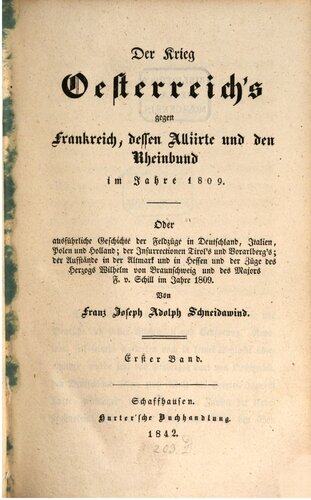 Der Krieg
Oesterreich's
gegen
Frankreich, dessen Alliirte und den
Rheinbund
im Jahre 1809.
Oder
ausführliche Geschichte der Feldzüge in Deutschland, Italien,
Polen und Holland; der Insurrectionen Tirol's und Vorarlberg's;
der Aufstände in der Altmark und in Hessen und der Züge des
Herzogs Wilhelm von Braunschweig und des Majors
F. v. Schill im Jahre 1809.
Von
Franz Joseph Adolph Schneidawind.
Erster Band.
Schaffhausen.
Hurter'sche Buchhandlung.
1842.